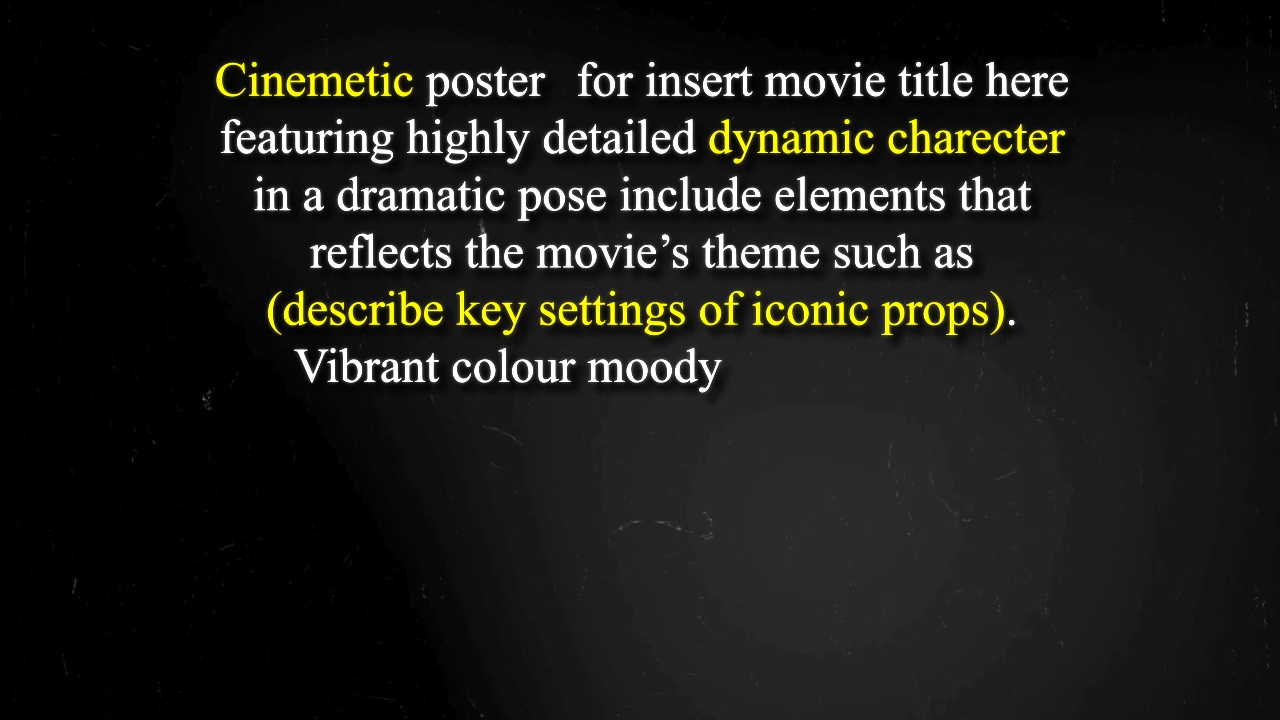 Cinemetic poster for insert movie title here
featuring highly detailed dynamic charecter
in a dramatic pose include elements that
reflects the movie’s theme such as
(describe key settings of iconic props).
Vibrant colour moody